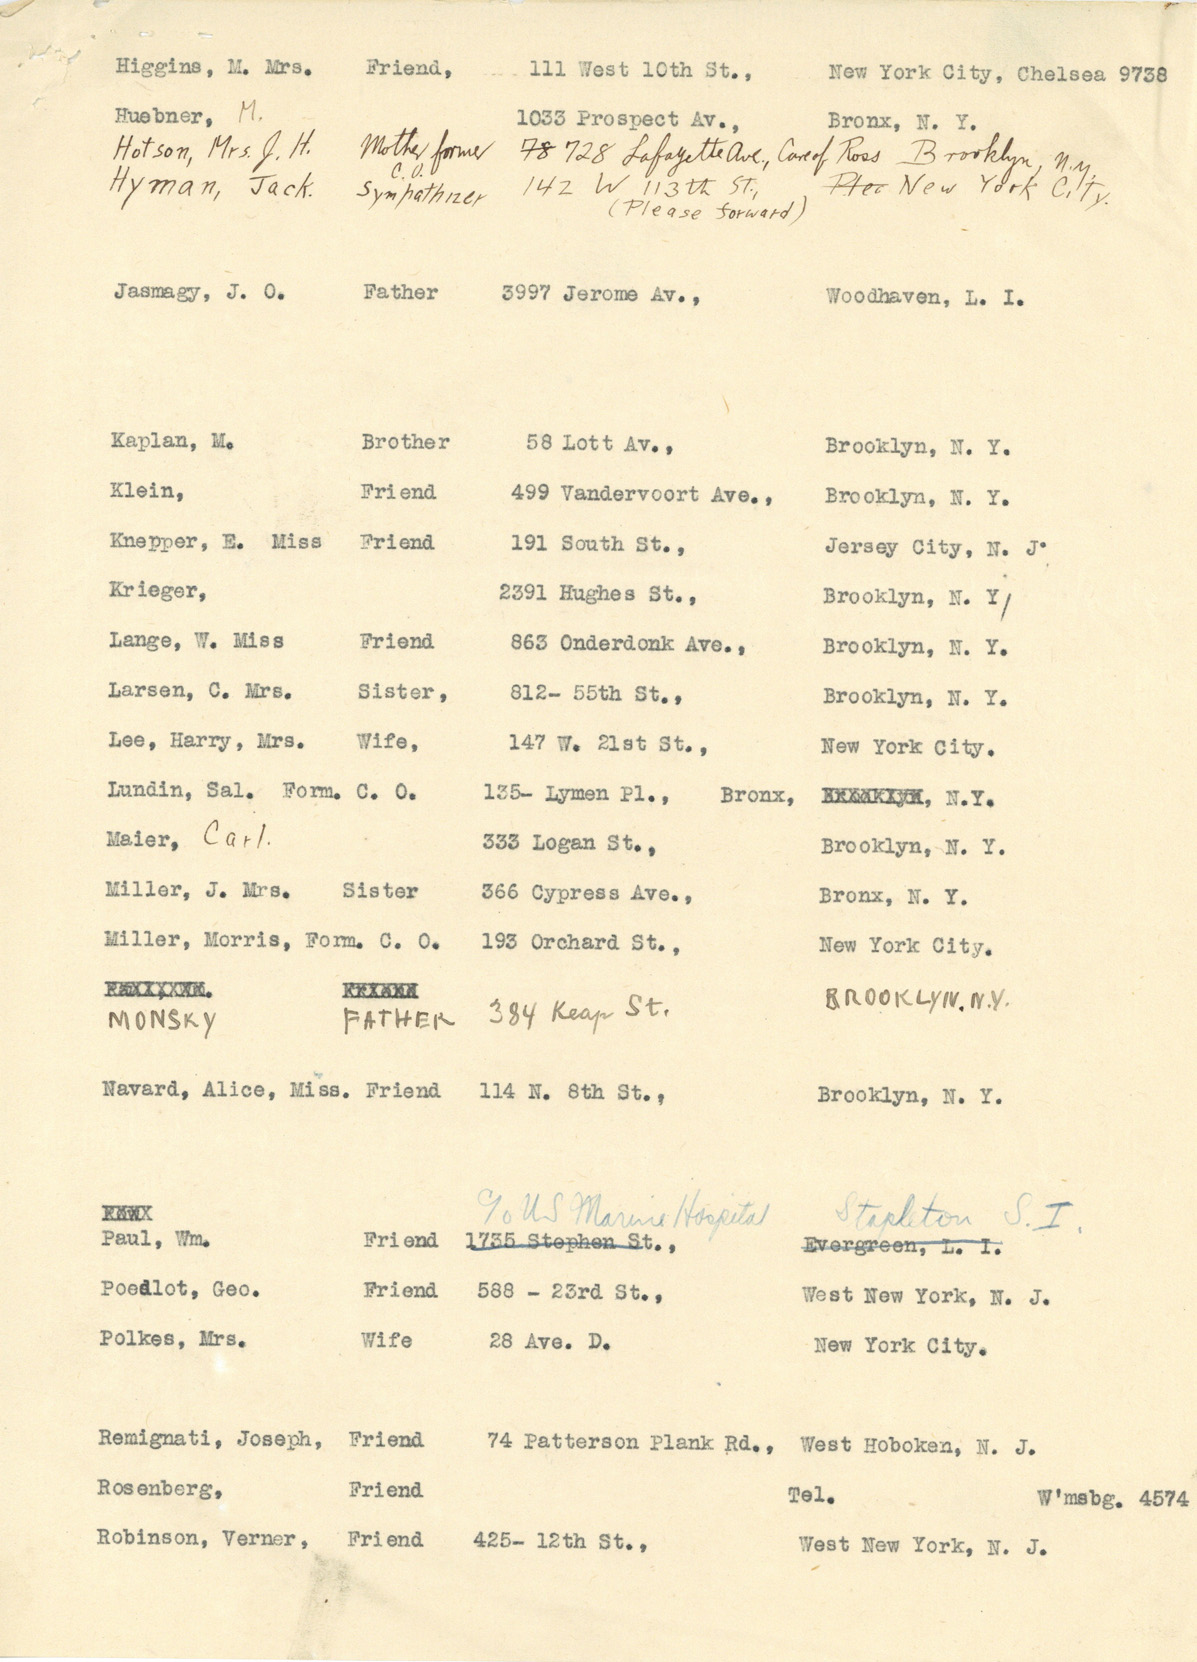 Higgins, M. Mrs. Friend, 111 West 10th St., New York City, Chelsea 9738
Huebner, M. 1033 Prospect Av., Bronx, N. Y.
Hotson, Mrs. J. H. Mother former C.O. 78 728 Lafayette Ave., Care of Ross Brooklyn, N.Y.
Hyman, Jack. Sympathizer 142 W 113th St., New York City.
(Please forward)
Jasmagy, J. O. Father 3997 Jerome Av., Woodhaven, L. I.
Kaplan, M. Brother 58 Lott Av., Brooklyn, N. Y.
Klein, Friend 499 Vandervoort Ave., Brooklyn, N. Y.
Knepper, E. Miss Friend 191 South St., Jersey City, N. J.
Krieger, 2391 Hughes St., Brooklyn, N. Y/
Lange, W. Miss Friend 863 Onderdonk Ave., Brooklyn, N. Y.
Larsen, C. Mrs. Sister, 812- 55th St., Brooklyn, N. Y.
Lee, Harry, Mrs. Wife, 147 W. 21st St., New York City.
Lundin, Sal. Form. C. O. 135- Lymen Pl., Bronx, N.Y.
Maier, Carl. 333 Logan St., Brooklyn, N. Y.
Miller, J. Mrs. Sister 366 Cypress Ave., Bronx, N. Y.
Miller, Morris, Form. C. O. 193 Orchard St., New York City.
MONSKY FATHER 384 Keap St. BROOKLYN. N.Y.
Navard, Alice, Miss. Friend 114 N. 8th St., Brooklyn, N. Y.
c/o US Marine Hospital Stapleton S. I.
Paul, Wm. Friend 1735 Stephen St., Evergreen, L. I.
Poedlot, Geo. Friend 588 - 23rd St., West New York, N. J.
Polkes, Mrs. Wife 28 Ave. D. New York City.
Remignati, Joseph, Friend 74 Patterson Plank Rd., West Hoboken, N. J.
Rosenberg, Friend Tel. W'msbg. 4574
Robinson, Verner, Friend 425- 12th St., West New York, N. J.